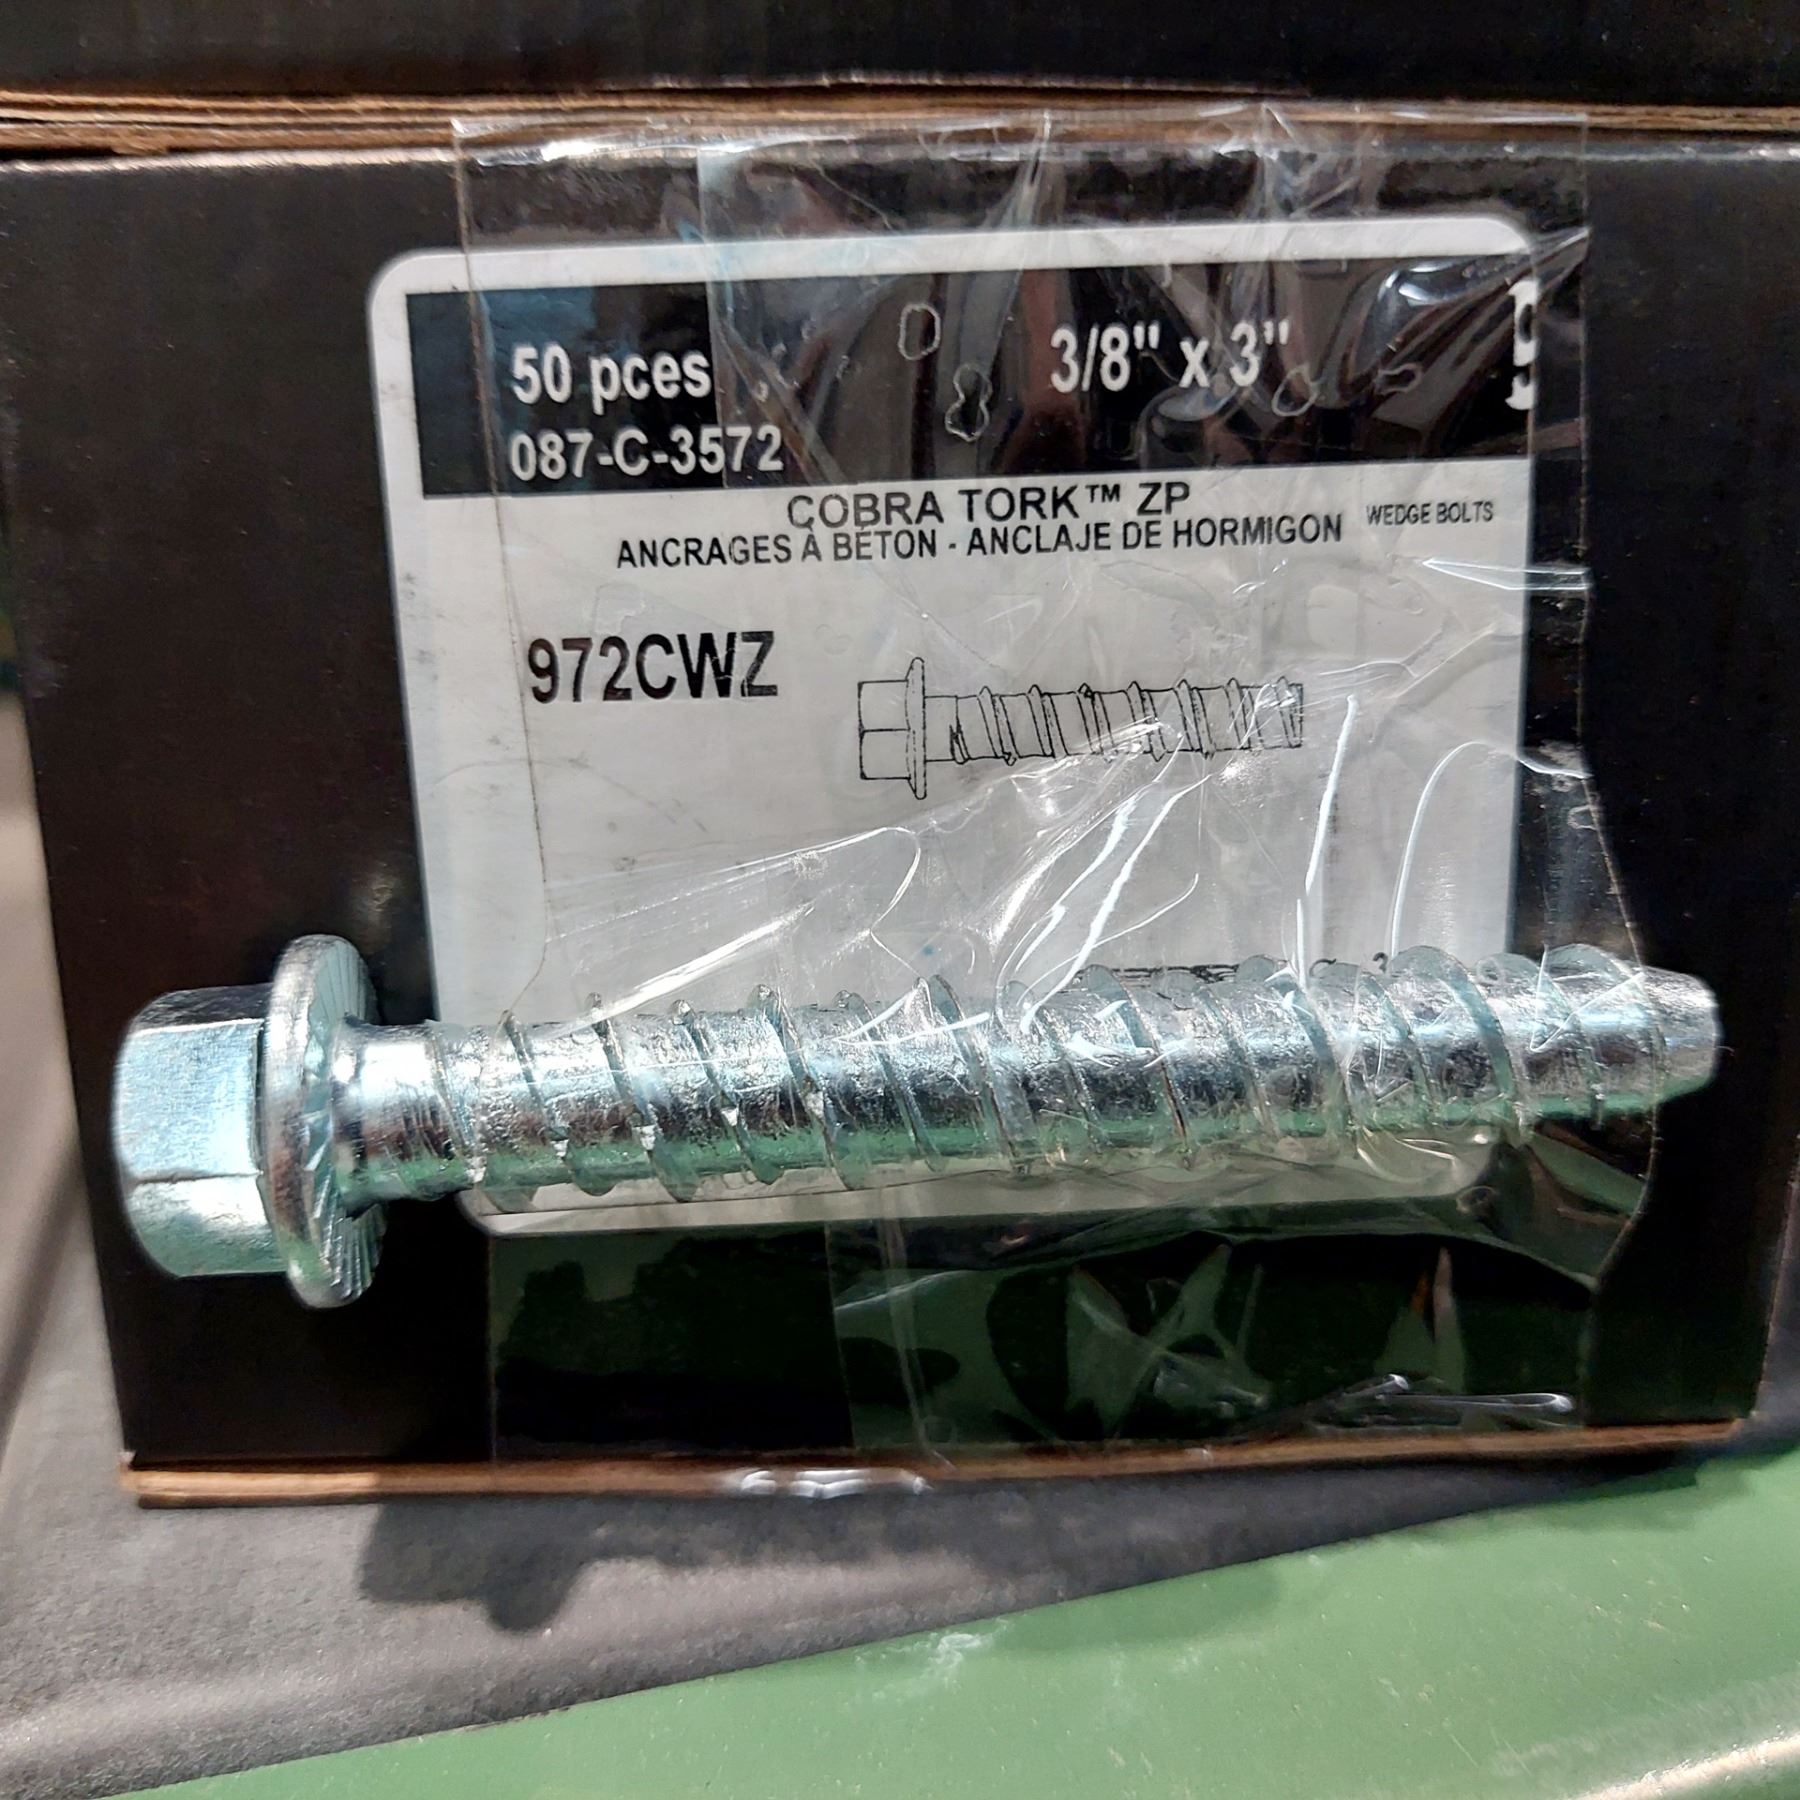 50 pces 3/8" x 3"
087-C-3572
COBRA TORK™ ZP
ANCRAGES À BÉTON - ANCLAJE DE HORMIGON WEDGE BOLTS
972CWZ